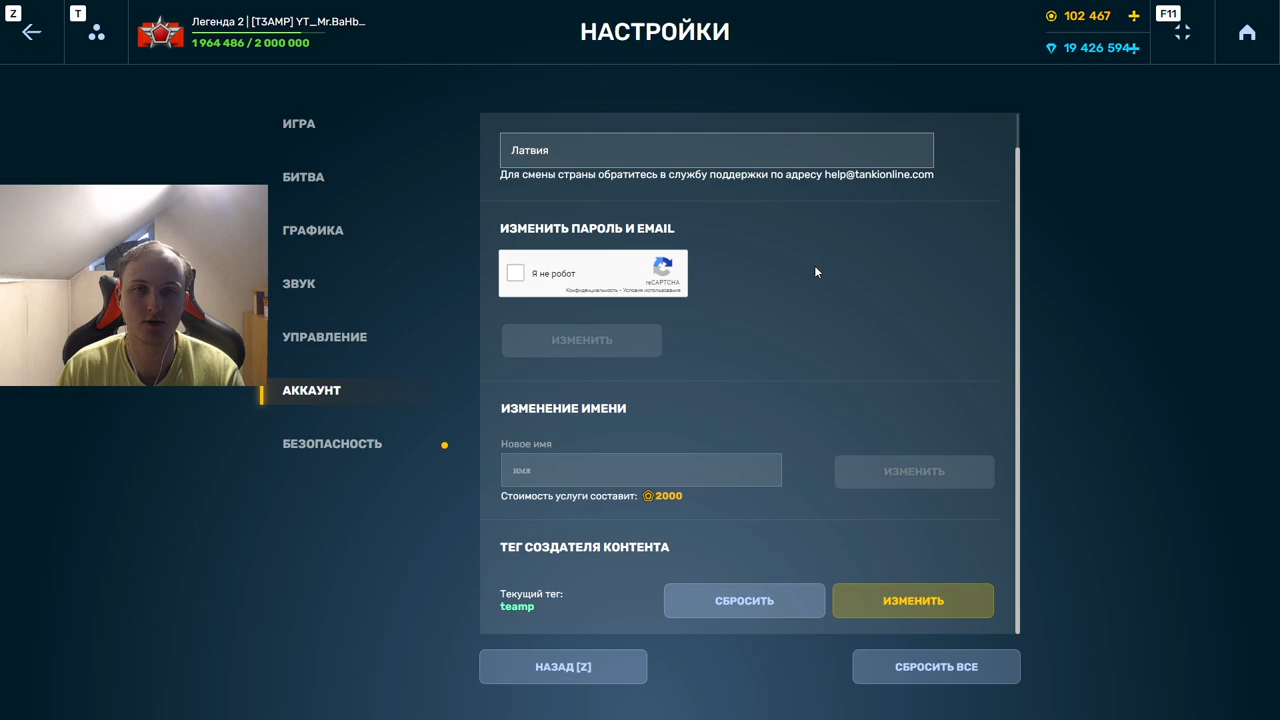 Z
T
Легенда 2 | [T3AMP] YT_Mr.BaHb...
1 964 486 / 2 000 000
НАСТРОЙКИ
102 467
19 426 594
F11
ИГРА
БИТВА
ГРАФИКА
ЗВУК
УПРАВЛЕНИЕ
АККАУНТ
БЕЗОПАСНОСТЬ
Латвия
Для смены страны обратитесь в службу поддержки по адресу help@tankionline.com
ИЗМЕНИТЬ ПАРОЛЬ И EMAIL
Я не робот
reCAPTCHA
Конфиденциальность - Условия использования
ИЗМЕНИТЬ
ИЗМЕНЕНИЕ ИМЕНИ
Новое имя
имя
ИЗМЕНИТЬ
Стоимость услуги составит: 2000
ТЕГ СОЗДАТЕЛЯ КОНТЕНТА
Текущий тег:
teamp
СБРОСИТЬ
ИЗМЕНИТЬ
НАЗАД [Z]
СБРОСИТЬ ВСЕ